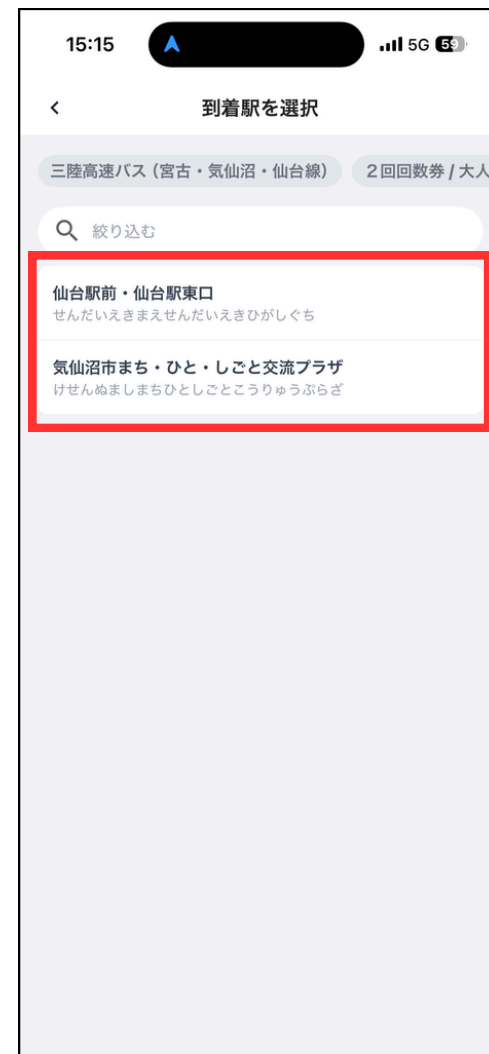 15:15
5G 59
到着駅を選択
三陸高速バス（宮古・気仙沼・仙台線）
２回回数券 / 大人
絞り込む
仙台駅前・仙台駅東口
せんだいえきまえせんだいえきひがしぐち
気仙沼市まち・ひと・しごと交流プラザ
けせんぬましまちひとしごとこうりゅうぷらざ